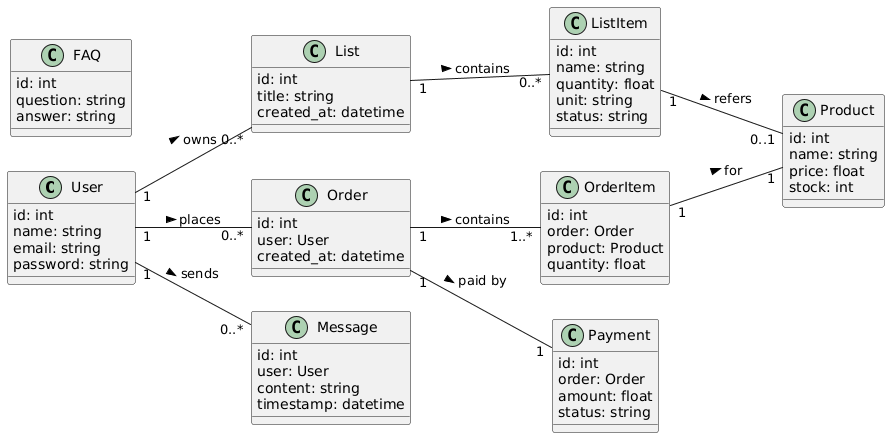 C FAQ
id: int
question: string
answer: string
C User
id: int
name: string
email: string
password: string
C List
id: int
title: string
created_at: datetime
C Order
id: int
user: User
created_at: datetime
C Message
id: int
user: User
content: string
timestamp: datetime
C ListItem
id: int
name: string
quantity: float
unit: string
status: string
C OrderItem
id: int
order: Order
product: Product
quantity: float
C Payment
id: int
order: Order
amount: float
status: string
C Product
id: int
name: string
price: float
stock: int
owns
1
0..*
places
1
0..*
sends
1
0..*
contains
1
0..*
contains
1
1..*
paid by
1
1
refers
1
0..1
for
1
1